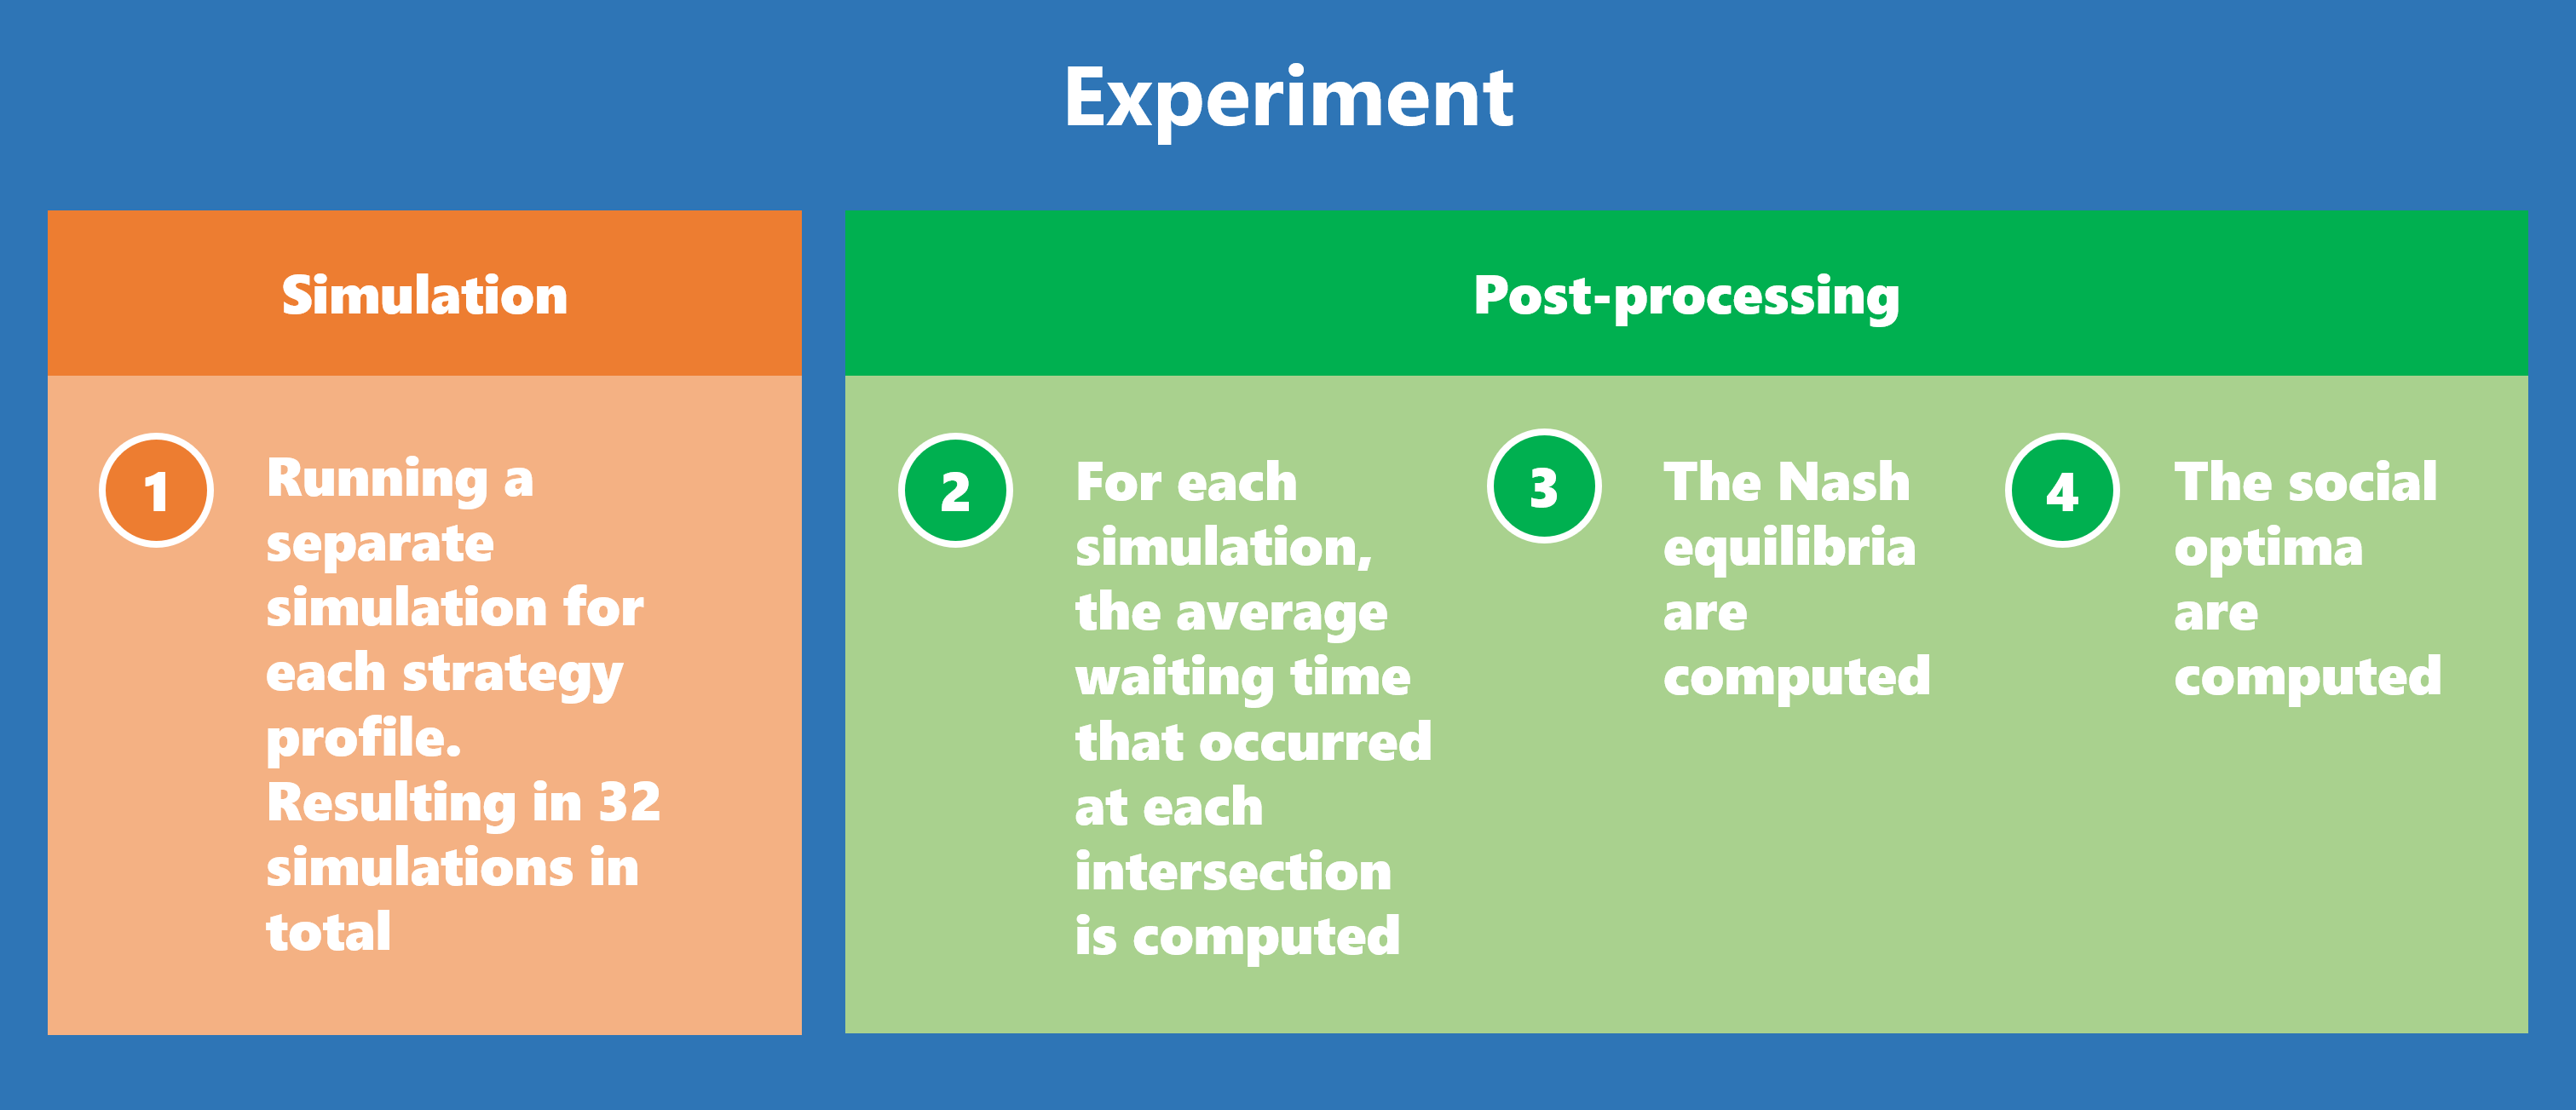 Experiment
Simulation
1
Running a
separate
simulation for
each strategy
profile.
Resulting in 32
simulations in
total
Post-processing
2
For each
simulation,
the average
waiting time
that occurred
at each
intersection
is computed
3
The Nash
equilibria
are
computed
4
The social
optima
are
computed